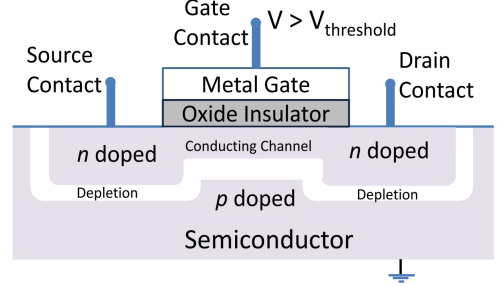 Gate
Contact
V > Vthreshold
Source
Contact
Drain
Contact
Metal Gate
Oxide Insulator
n doped
Conducting Channel
n doped
Depletion
p doped
Depletion
Semiconductor